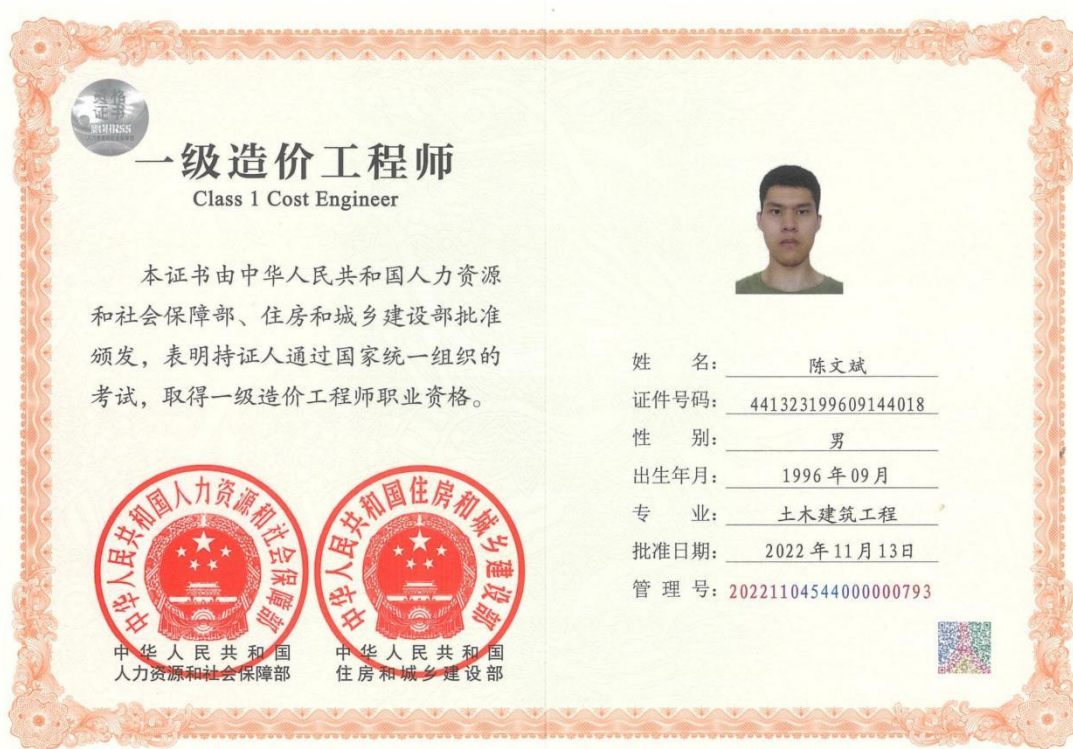 资格
证书
MOHRSS
一级造价工程师
Class 1 Cost Engineer
本证书由中华人民共和国人力资源
和社会保障部、住房和城乡建设部批准
颁发，表明持证人通过国家统一组织的
考试，取得一级造价工程师职业资格。
中华人民共和国人力资源和社会保障部
中华人民共和国
人力资源和社会保障部
中华人民共和国住房和城乡建设部
中华人民共和国
住房和城乡建设部
姓 名： 陈文斌
证件号码： 441323199609144018
性 别： 男
出生年月： 1996年09月
专 业： 土木建筑工程
批准日期： 2022年11月13日
管 理 号： 20221104544000000793